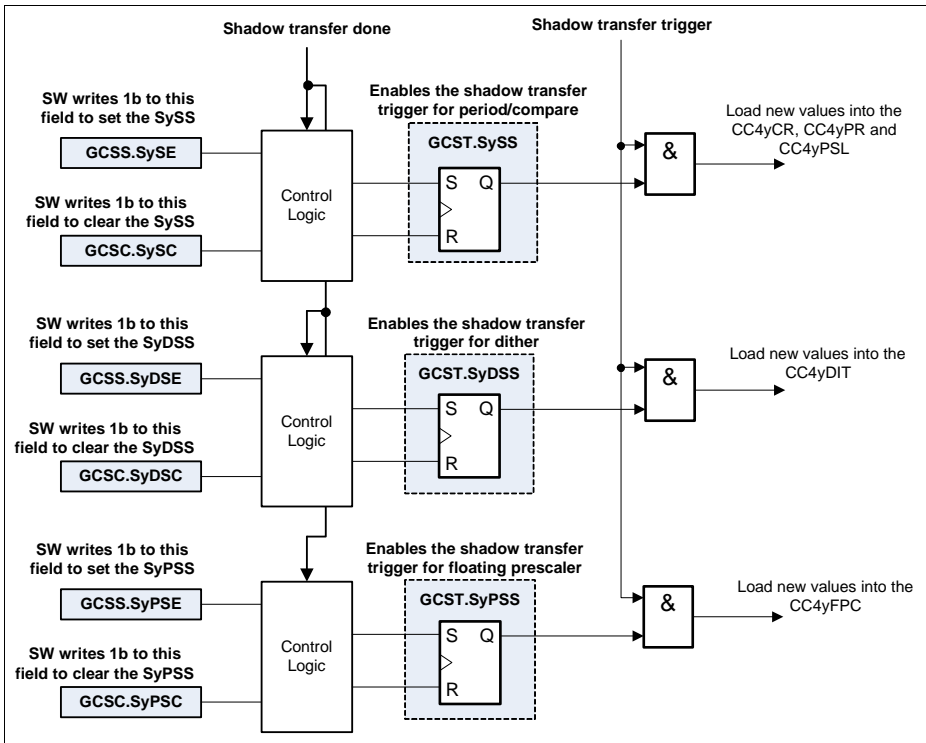 Shadow transfer done
Shadow transfer trigger
SW writes 1b to this
field to set the SySS
GCSS.SySE
SW writes 1b to this
field to clear the SySS
GCSC.SySC
Control
Logic
Enables the shadow transfer
trigger for period/compare
GCST.SySS
S Q
R
&
Load new values into the
CC4yCR, CC4yPR and
CC4yPSL
SW writes 1b to this
field to set the SyDSS
GCSS.SyDSE
SW writes 1b to this
field to clear the SyDSS
GCSC.SyDSC
Control
Logic
Enables the shadow transfer
trigger for dither
GCST.SyDSS
S Q
R
&
Load new values into the
CC4yDIT
SW writes 1b to this
field to set the SyPSS
GCSS.SyPSE
SW writes 1b to this
field to clear the SyPSS
GCSC.SyPSC
Control
Logic
Enables the shadow transfer
trigger for floating prescaler
GCST.SyPSS
S Q
R
&
Load new values into the
CC4yFPC